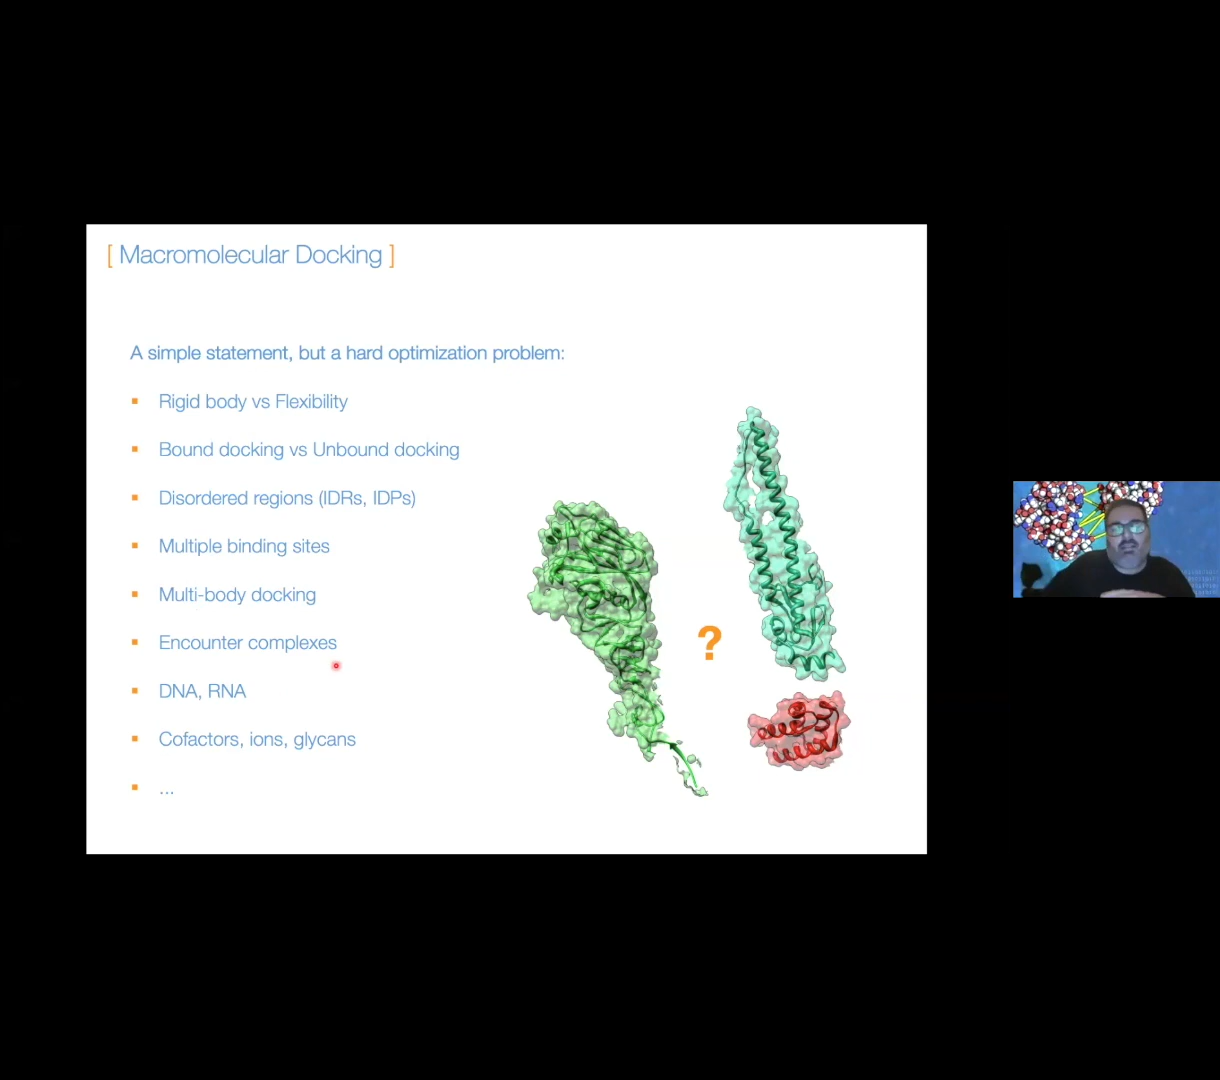 [ Macromolecular Docking ]
A simple statement, but a hard optimization problem:
▪ Rigid body vs Flexibility
▪ Bound docking vs Unbound docking
▪ Disordered regions (IDRs, IDPs)
▪ Multiple binding sites
▪ Multi-body docking
▪ Encounter complexes
▪ DNA, RNA
▪ Cofactors, ions, glycans
▪ ...
?